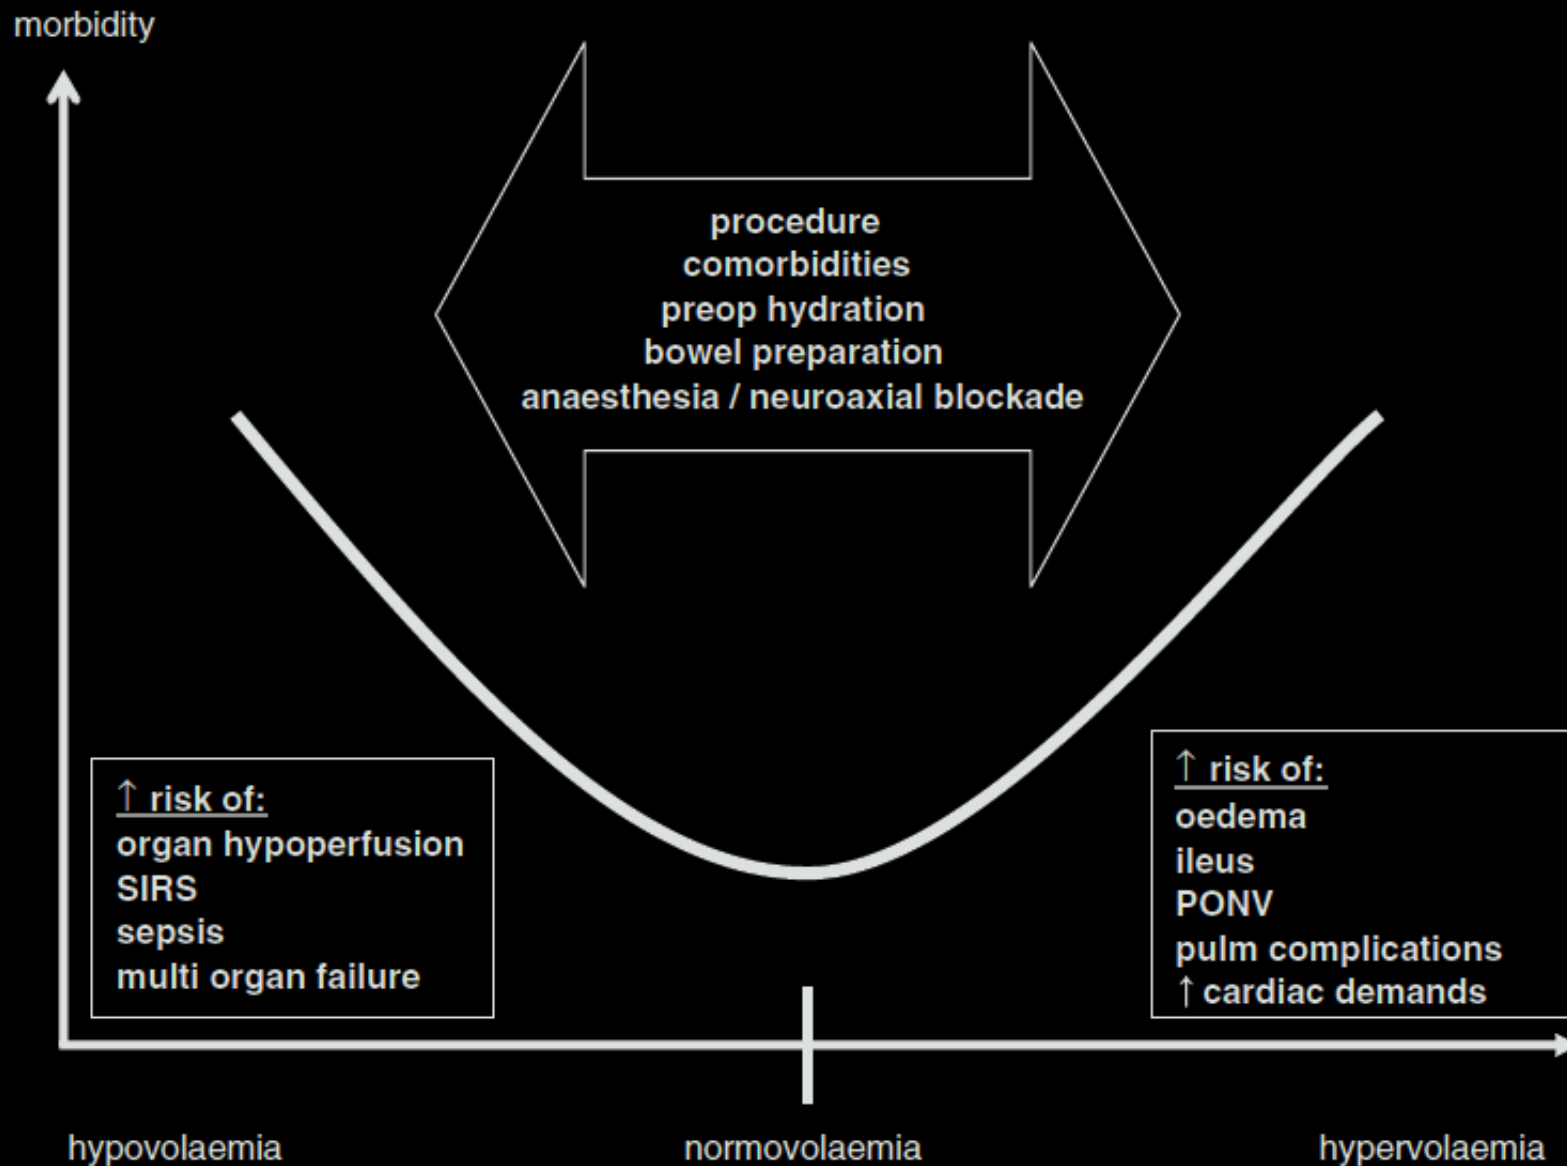 morbidity
procedure
comorbidities
preop hydration
bowel preparation
anaesthesia / neuroaxial blockade
↑ risk of:
organ hypoperfusion
SIRS
sepsis
multi organ failure
↑ risk of:
oedema
ileus
PONV
pulm complications
↑ cardiac demands
hypovolaemia
normovolaemia
hypervolaemia